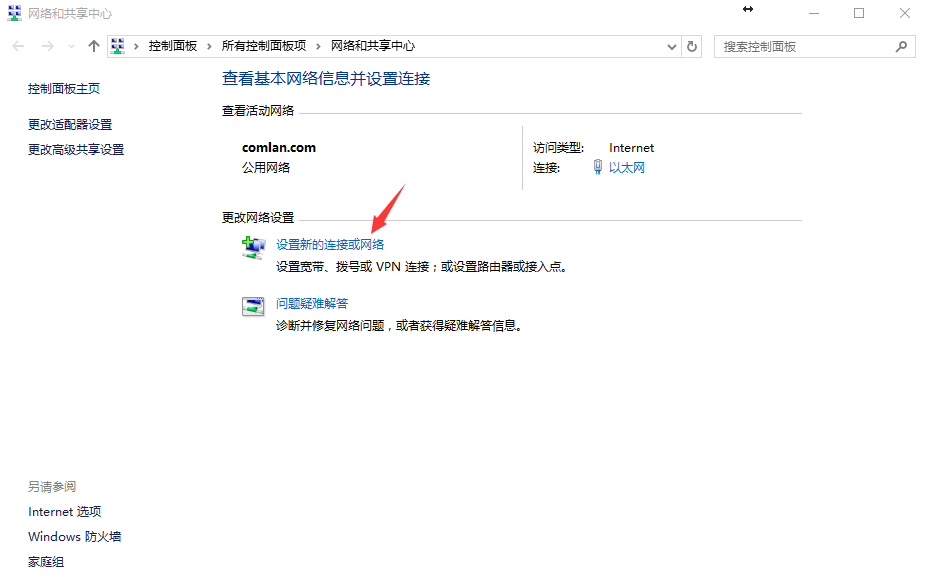 网络和共享中心
控制面板 所有控制面板项 网络和共享中心
搜索控制面板
控制面板主页
更改适配器设置
更改高级共享设置
查看基本网络信息并设置连接
查看活动网络
comlan.com
公用网络
访问类型: Internet
连接: 以太网
更改网络设置
设置新的连接或网络
设置宽带、拨号或 VPN 连接；或设置路由器或接入点。
问题疑难解答
诊断并修复网络问题，或者获得疑难解答信息。
另请参阅
Internet 选项
Windows 防火墙
家庭组